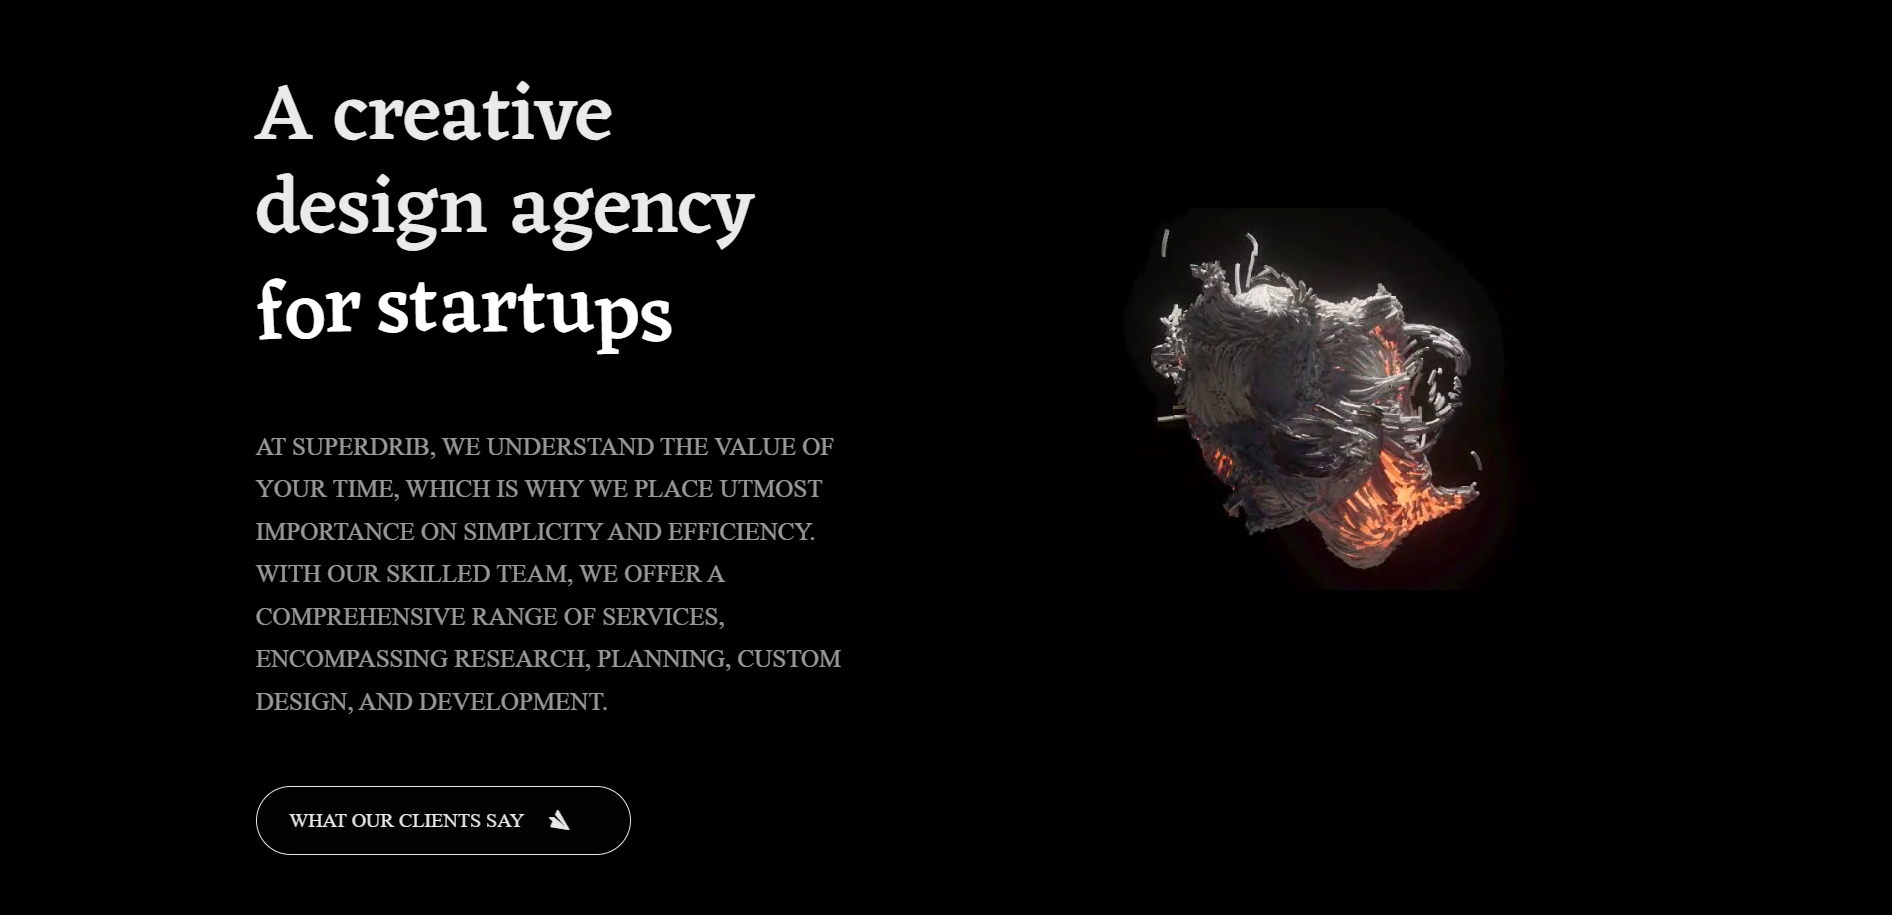 A creative
design agency
for startups
AT SUPERDRIB, WE UNDERSTAND THE VALUE OF
YOUR TIME, WHICH IS WHY WE PLACE UTMOST
IMPORTANCE ON SIMPLICITY AND EFFICIENCY.
WITH OUR SKILLED TEAM, WE OFFER A
COMPREHENSIVE RANGE OF SERVICES,
ENCOMPASSING RESEARCH, PLANNING, CUSTOM
DESIGN, AND DEVELOPMENT.
WHAT OUR CLIENTS SAY